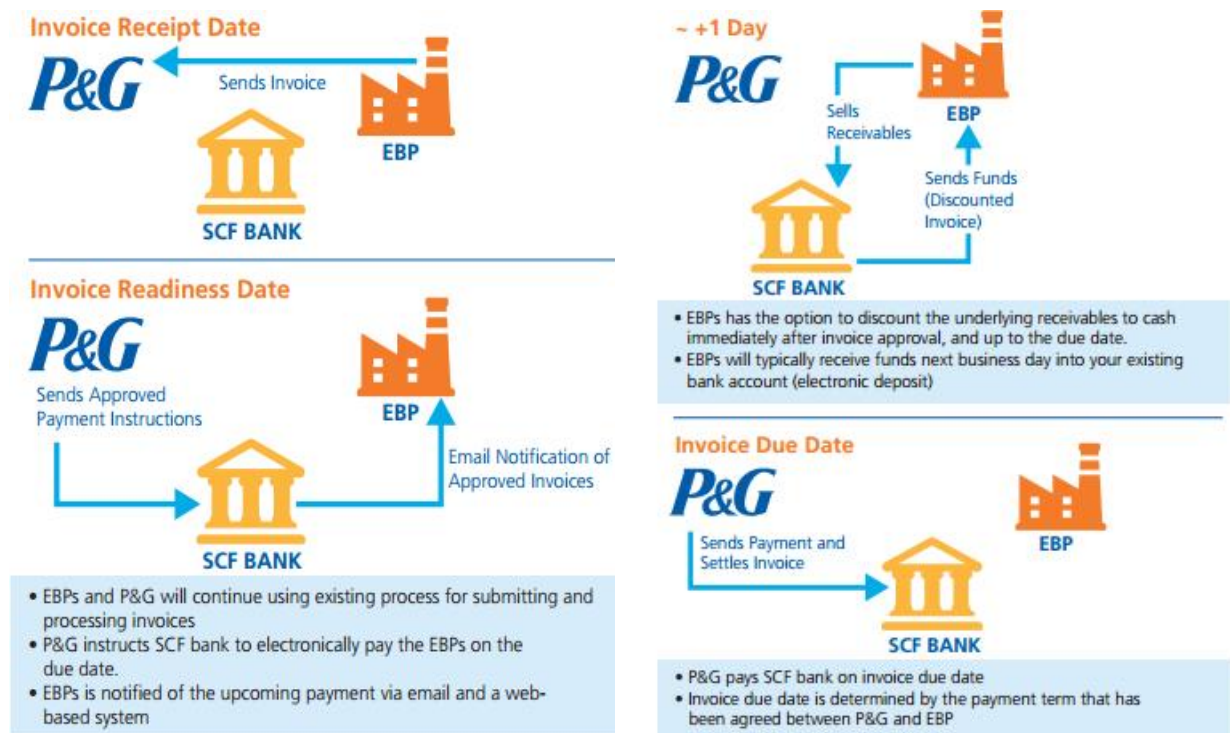 Invoice Receipt Date
P&G
Sends Invoice
EBP
SCF BANK
Invoice Readiness Date
P&G
Sends Approved
Payment Instructions
EBP
Email Notification of
Approved Invoices
SCF BANK
• EBPs and P&G will continue using existing process for submitting and
processing invoices
• P&G instructs SCF bank to electronically pay the EBPs on the
due date.
• EBPs is notified of the upcoming payment via email and a web-
based system
~ +1 Day
P&G
EBP
Sells
Receivables
Sends Funds
(Discounted
Invoice)
SCF BANK
• EBPs has the option to discount the underlying receivables to cash
immediately after invoice approval, and up to the due date.
• EBPs will typically receive funds next business day into your existing
bank account (electronic deposit)
Invoice Due Date
P&G
Sends Payment and
Settles Invoice
EBP
SCF BANK
• P&G pays SCF bank on invoice due date
• Invoice due date is determined by the payment term that has
been agreed between P&G and EBP